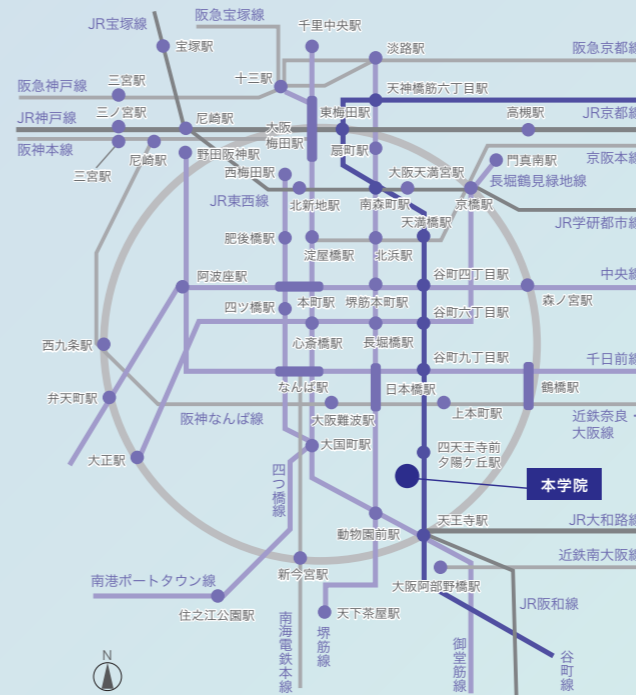 阪急宝塚線
JR宝塚線
千里中央駅
宝塚駅
淡路駅
阪急京都線
十三駅
阪急神戸線
三宮駅
天神橋筋六丁目駅
三ノ宮駅
尼崎駅
大阪
梅田駅
東梅田駅
高槻駅
JR神戸線
JR京都線
阪神本線
京阪本線
三宮駅
尼崎駅
野田阪神駅
扇町駅
西梅田駅
大阪天満宮駅
門真南駅
長堀鶴見緑地線
JR東西線
北新地駅
南森町駅
京橋駅
天満橋駅
JR学研都市線
肥後橋駅
淀屋橋駅
北浜駅
阿波座駅
谷町四丁目駅
中央線
四ツ橋駅
本町駅
堺筋本町駅
森ノ宮駅
谷町六丁目駅
西九条駅
心斎橋駅
長堀橋駅
谷町九丁目駅
千日前線
弁天町駅
なんば駅
日本橋駅
鶴橋駅
阪神なんば線
大阪難波駅
上本町駅
近鉄奈良・
大阪線
大正駅
大国町駅
四天王寺前
夕陽ケ丘駅
四つ橋線
本学院
動物園前駅
天王寺駅
JR大和路線
近鉄南大阪線
新今宮駅
大阪阿部野橋駅
南港ポートタウン線
住之江公園駅
天下茶屋駅
JR阪和線
南海電鉄本線
堺筋線
御堂筋線
谷町線
N